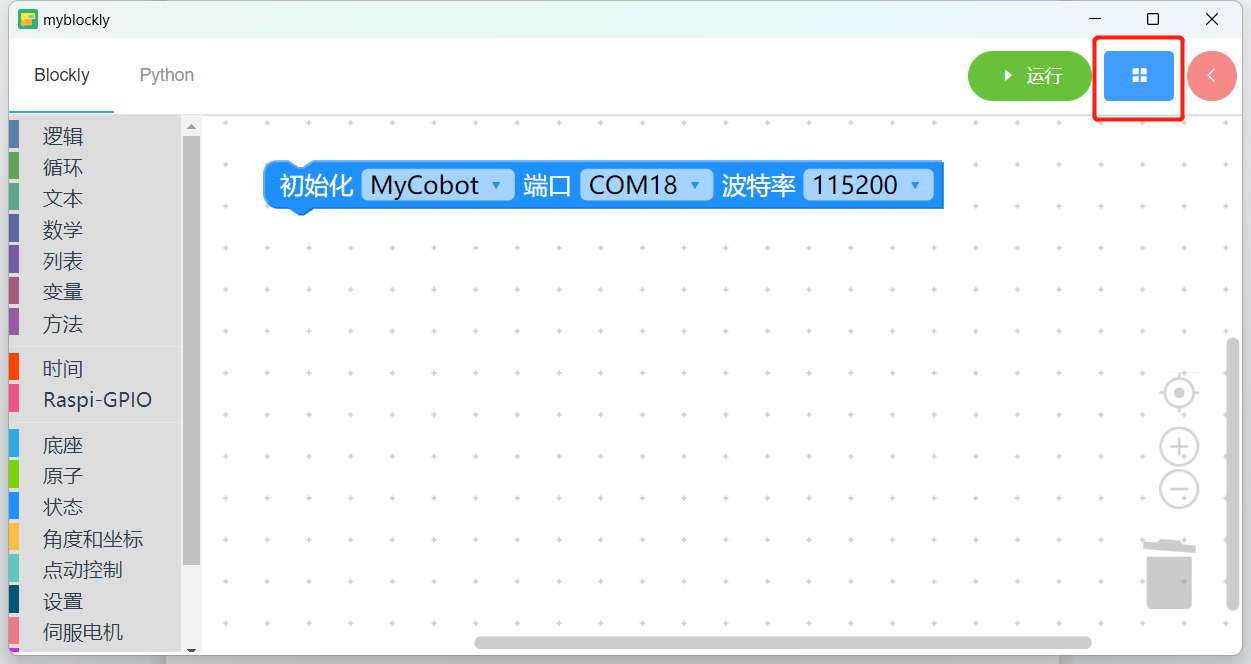 myblockly
Blockly Python 运行
逻辑
循环
文本
数学
列表
变量
方法
时间
Raspi-GPIO
底座
原子
状态
角度和坐标
点动控制
设置
伺服电机
初始化 MyCobot 端口 COM18 波特率 115200